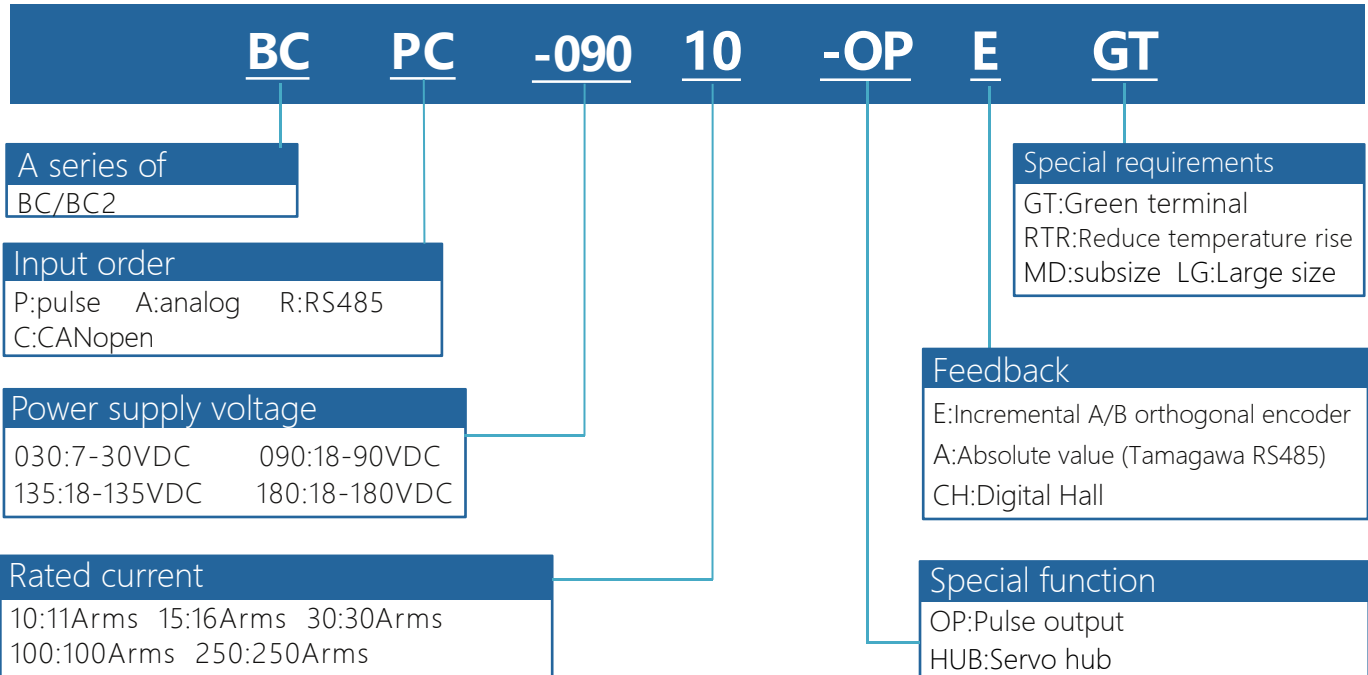 BC PC -090 10 -OP E GT
A series of
BC/BC2
Input order
P:pulse A:analog R:RS485
C:CANopen
Power supply voltage
030:7-30VDC 090:18-90VDC
135:18-135VDC 180:18-180VDC
Rated current
10:11Arms 15:16Arms 30:30Arms
100:100Arms 250:250Arms
Special requirements
GT:Green terminal
RTR:Reduce temperature rise
MD:subsize LG:Large size
Feedback
E:Incremental A/B orthogonal encoder
A:Absolute value (Tamagawa RS485)
CH:Digital Hall
Special function
OP:Pulse output
HUB:Servo hub